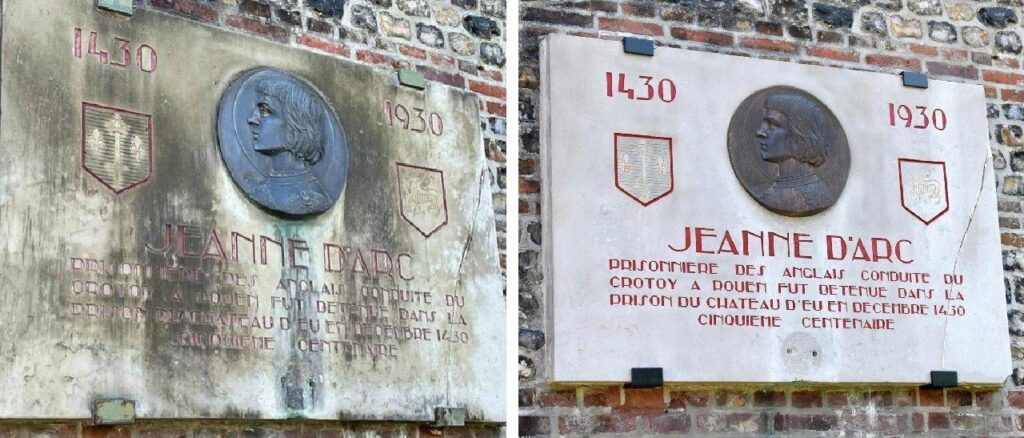 1430
1930
JEANNE D'ARC
PRISONNIERE DES ANGLAIS CONDUITE DU
CROTOY A ROUEN FUT DETENUE DANS LA
PRISON DU CHATEAU D'EU EN DECENBRE 1430
CINQUIEME CENTENAIRE
1430
1930
JEANNE D'ARC
PRISONNIERE DES ANGLAIS CONDUITE DU
CROTOY A ROUEN FUT DETENUE DANS LA
PRISON DU CHATEAU D'EU EN DECEMBRE 1430
CINQUIEME CENTENAIRE